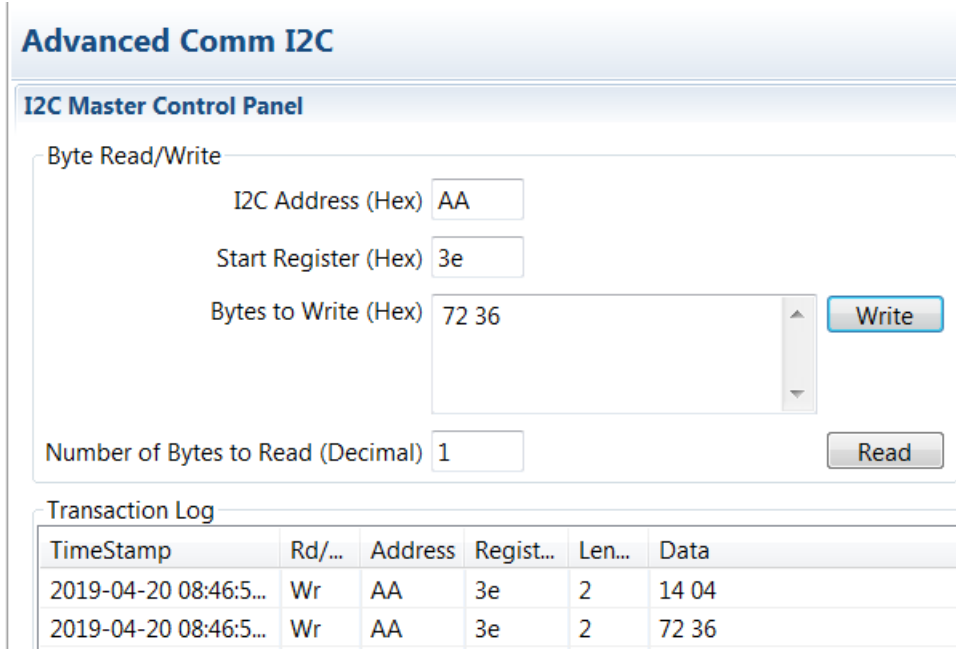 Advanced Comm I2C
I2C Master Control Panel
Byte Read/Write
I2C Address (Hex) AA
Start Register (Hex) 3e
Bytes to Write (Hex) 72 36 Write
Number of Bytes to Read (Decimal) 1 Read
Transaction Log
TimeStamp Rd/... Address Regist... Len... Data
2019-04-20 08:46:5... Wr AA 3e 2 14 04
2019-04-20 08:46:5... Wr AA 3e 2 72 36